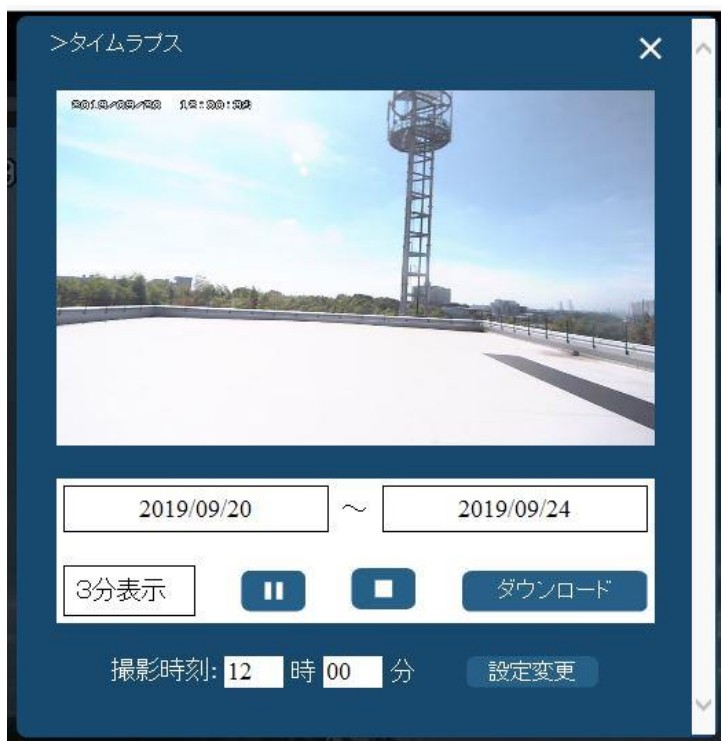 >タイムラプス ×
2019/09/20 ～ 2019/09/24
3分表示 ダウンロード
撮影時刻: 12 時 00 分 設定変更